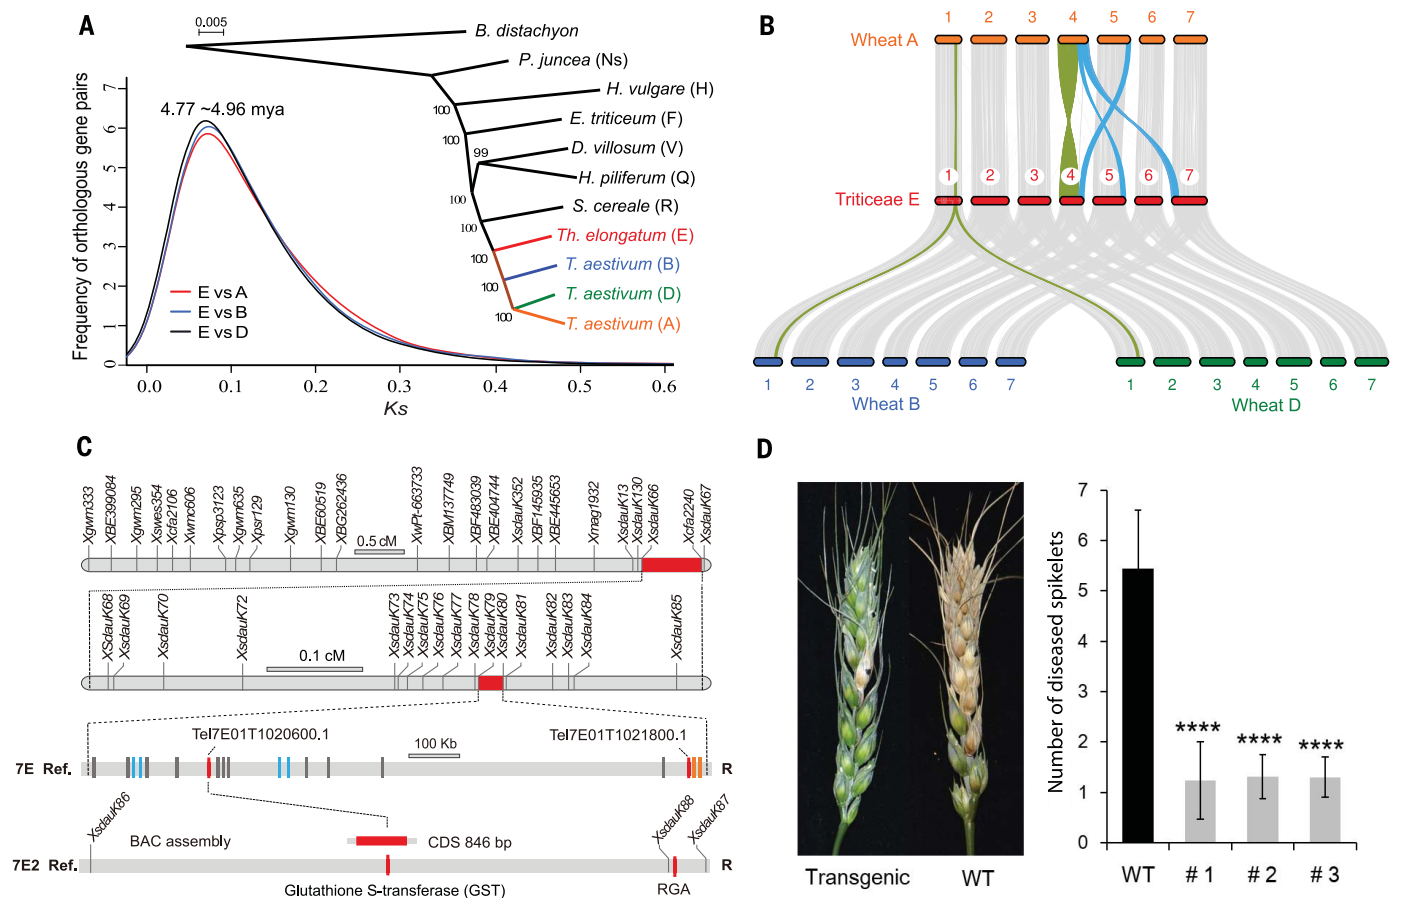 A
0.005
B. distachyon
P. juncea (Ns)
H. vulgare (H)
E. triticeum (F)
D. villosum (V)
H. piliferum (Q)
S. cereale (R)
Th. elongatum (E)
T. aestivum (B)
T. aestivum (D)
T. aestivum (A)
100
100
99
100
100
100
100
100
Frequency of orthologous gene pairs
7
6
5
4
3
2
1
0
4.77 ~4.96 mya
E vs A
E vs B
E vs D
0.0 0.1 0.2 0.3 0.4 0.5 0.6
Ks
B
1 2 3 4 5 6 7
Wheat A
1 2 3 4 5 6 7
Triticeae E
1 2 3 4 5 6 7
Wheat B
1 2 3 4 5 6 7
Wheat D
C
Xgwm333
XBE399084
Xgwm295
Xswes354
Xcfa2106
Xwmc606
Xpsp3123
Xgwm635
Xpsr129
Xgwm130
XBE60519
XBG262436
XwPt-663733
XBM137749
XBF483039
XBE404744
XsdauK352
XBF145935
XBE445653
Xmag1932
XsdauK13
XsdauK130
XsdauK66
Xcfa2240
XsdauK67
0.5 cM
XSdauK68
XsdauK69
XsdauK70
XsdauK72
XsdauK73
XsdauK74
XsdauK75
XsdauK76
XsdauK77
XsdauK78
XsdauK79
XsdauK80
XsdauK81
XsdauK82
XsdauK83
XsdauK84
XsdauK85
0.1 cM
Tel7E01T1020600.1
100 Kb
Tel7E01T1021800.1
7E Ref.
R
XsdauK86
BAC assembly
CDS 846 bp
XsdauK88
XsdauK87
7E2 Ref.
R
Glutathione S-transferase (GST)
RGA
D
Transgenic
WT
Number of diseased spikelets
7
6
5
4
3
2
1
0
****
****
****
WT
# 1
# 2
# 3